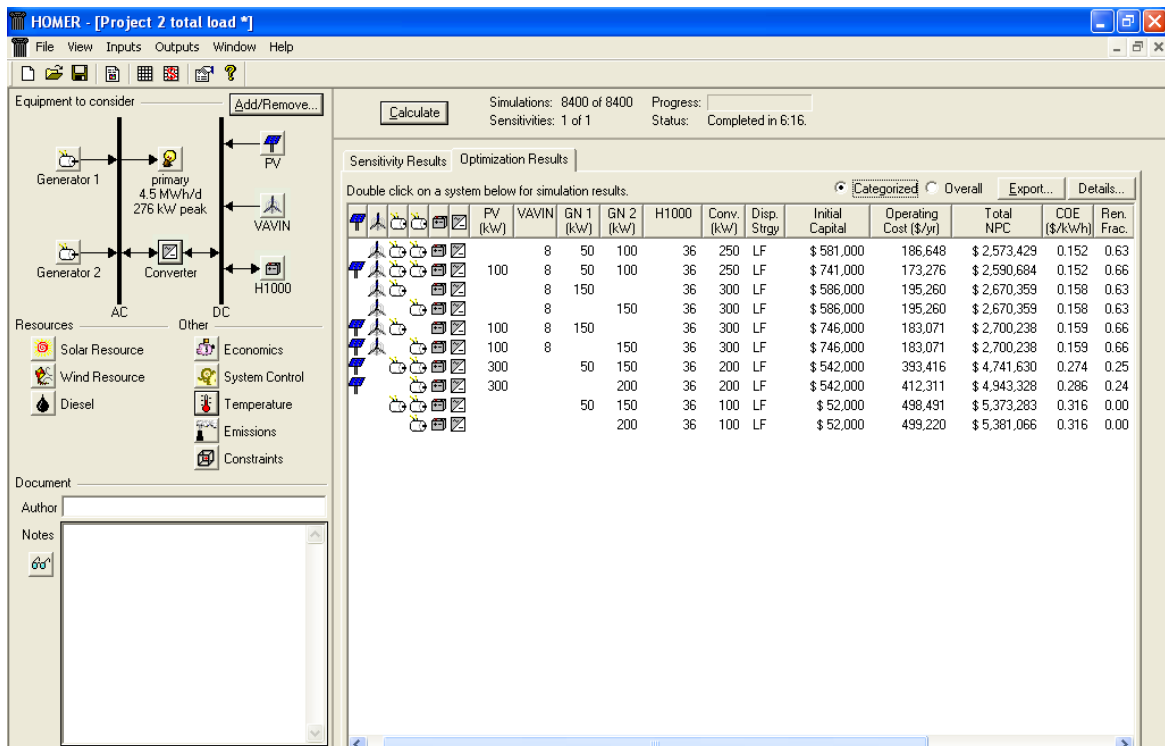 HOMER - [Project 2 total load *]
File View Inputs Outputs Window Help
Equipment to consider
Add/Remove...
Generator 1
primary
4.5 MWh/d
276 kW peak
PV
VAVIN
Generator 2
Converter
H1000
AC
DC
Resources
Other
Solar Resource
Economics
Wind Resource
System Control
Diesel
Temperature
Emissions
Constraints
Document
Author
Notes
Calculate
Simulations: 8400 of 8400 Progress:
Sensitivities: 1 of 1 Status: Completed in 6:16.
Sensitivity Results Optimization Results
Double click on a system below for simulation results.
Categorized Overall Export... Details...
PV (kW) VAVIN GN 1 (kW) GN 2 (kW) H1000 Conv. (kW) Disp. Strgy Initial Capital Operating Cost ($/yr) Total NPC COE ($/kWh) Ren. Frac.
8 50 100 36 250 LF $ 581,000 186,648 $ 2,573,429 0.152 0.63
100 8 50 100 36 250 LF $ 741,000 173,276 $ 2,590,684 0.152 0.66
8 150 36 300 LF $ 586,000 195,260 $ 2,670,359 0.158 0.63
8 150 36 300 LF $ 586,000 195,260 $ 2,670,359 0.158 0.63
100 8 150 36 300 LF $ 746,000 183,071 $ 2,700,238 0.159 0.66
100 8 150 36 300 LF $ 746,000 183,071 $ 2,700,238 0.159 0.66
300 50 150 36 200 LF $ 542,000 393,416 $ 4,741,630 0.274 0.25
300 200 36 200 LF $ 542,000 412,311 $ 4,943,328 0.286 0.24
50 150 36 100 LF $ 52,000 498,491 $ 5,373,283 0.316 0.00
200 36 100 LF $ 52,000 499,220 $ 5,381,066 0.316 0.00